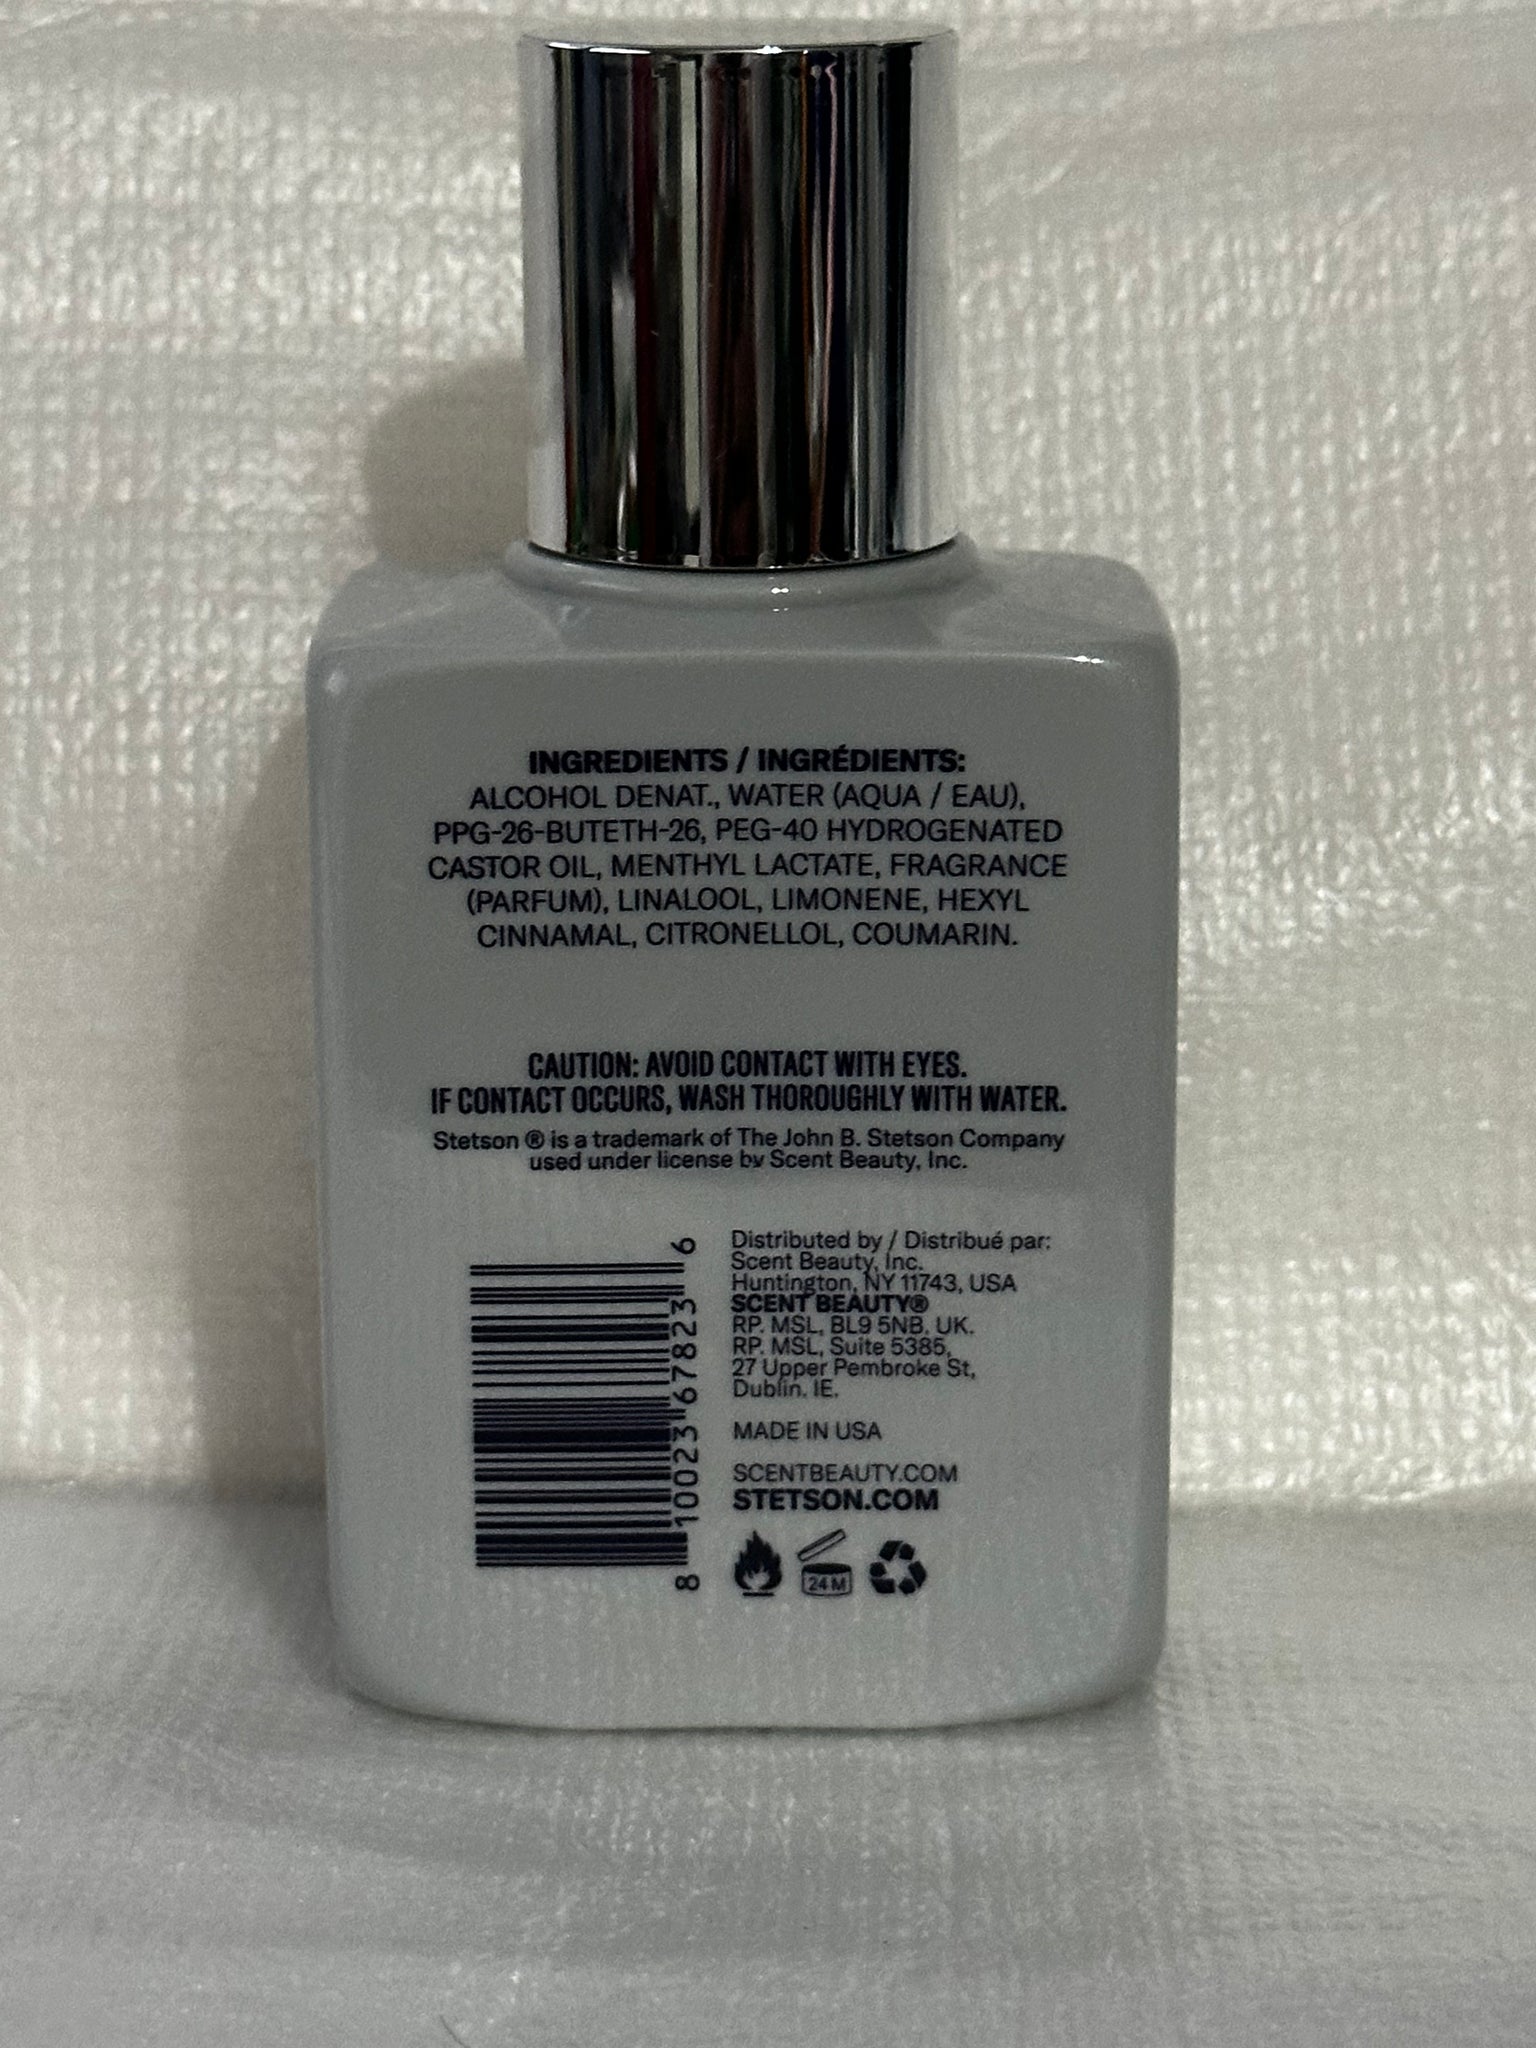 INGREDIENTS / INGRÉDIENTS:
ALCOHOL DENAT., WATER (AQUA / EAU),
PPG-26-BUTETH-26, PEG-40 HYDROGENATED
CASTOR OIL, MENTHYL LACTATE, FRAGRANCE
(PARFUM), LINALOOL, LIMONENE, HEXYL
CINNAMAL, CITRONELLOL, COUMARIN.
CAUTION: AVOID CONTACT WITH EYES.
IF CONTACT OCCURS, WASH THOROUGHLY WITH WATER.
Stetson ® is a trademark of The John B. Stetson Company
used under license by Scent Beauty, Inc.
8 10023 67823 6
Distributed by / Distribué par:
Scent Beauty, Inc.
Huntington, NY 11743, USA
SCENT BEAUTY®
RP. MSL, BL9 5NB. UK.
RP. MSL, Suite 5385,
27 Upper Pembroke St,
Dublin. IE.
MADE IN USA
SCENTBEAUTY.COM
STETSON.COM
24 M